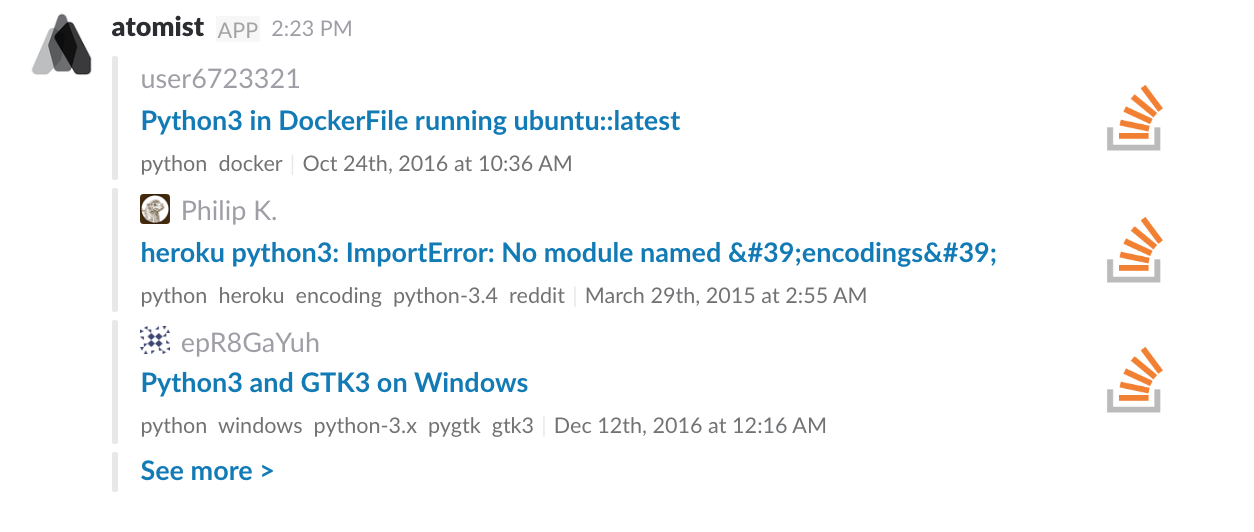 atomist APP 2:23 PM
user6723321
Python3 in DockerFile running ubuntu::latest
python docker Oct 24th, 2016 at 10:36 AM
Philip K.
heroku python3: ImportError: No module named &#39;encodings&#39;
python heroku encoding python-3.4 reddit March 29th, 2015 at 2:55 AM
epR8GaYuh
Python3 and GTK3 on Windows
python windows python-3.x pygtk gtk3 Dec 12th, 2016 at 12:16 AM
See more >